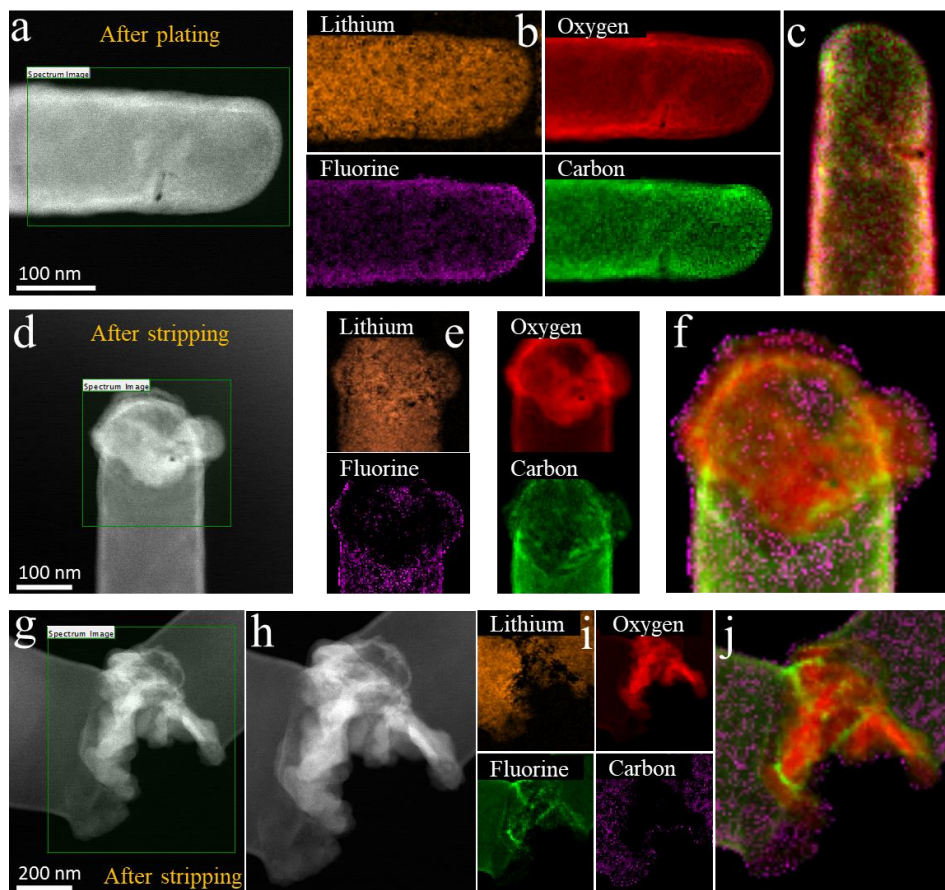 a
After plating
Spectrum Image
100 nm
Lithium
b
Oxygen
Fluorine
Carbon
c
d
After stripping
Spectrum Image
100 nm
Lithium
e
Oxygen
Fluorine
Carbon
f
g
Spectrum Image
200 nm
After stripping
h
Lithium
i
Oxygen
Fluorine
Carbon
j